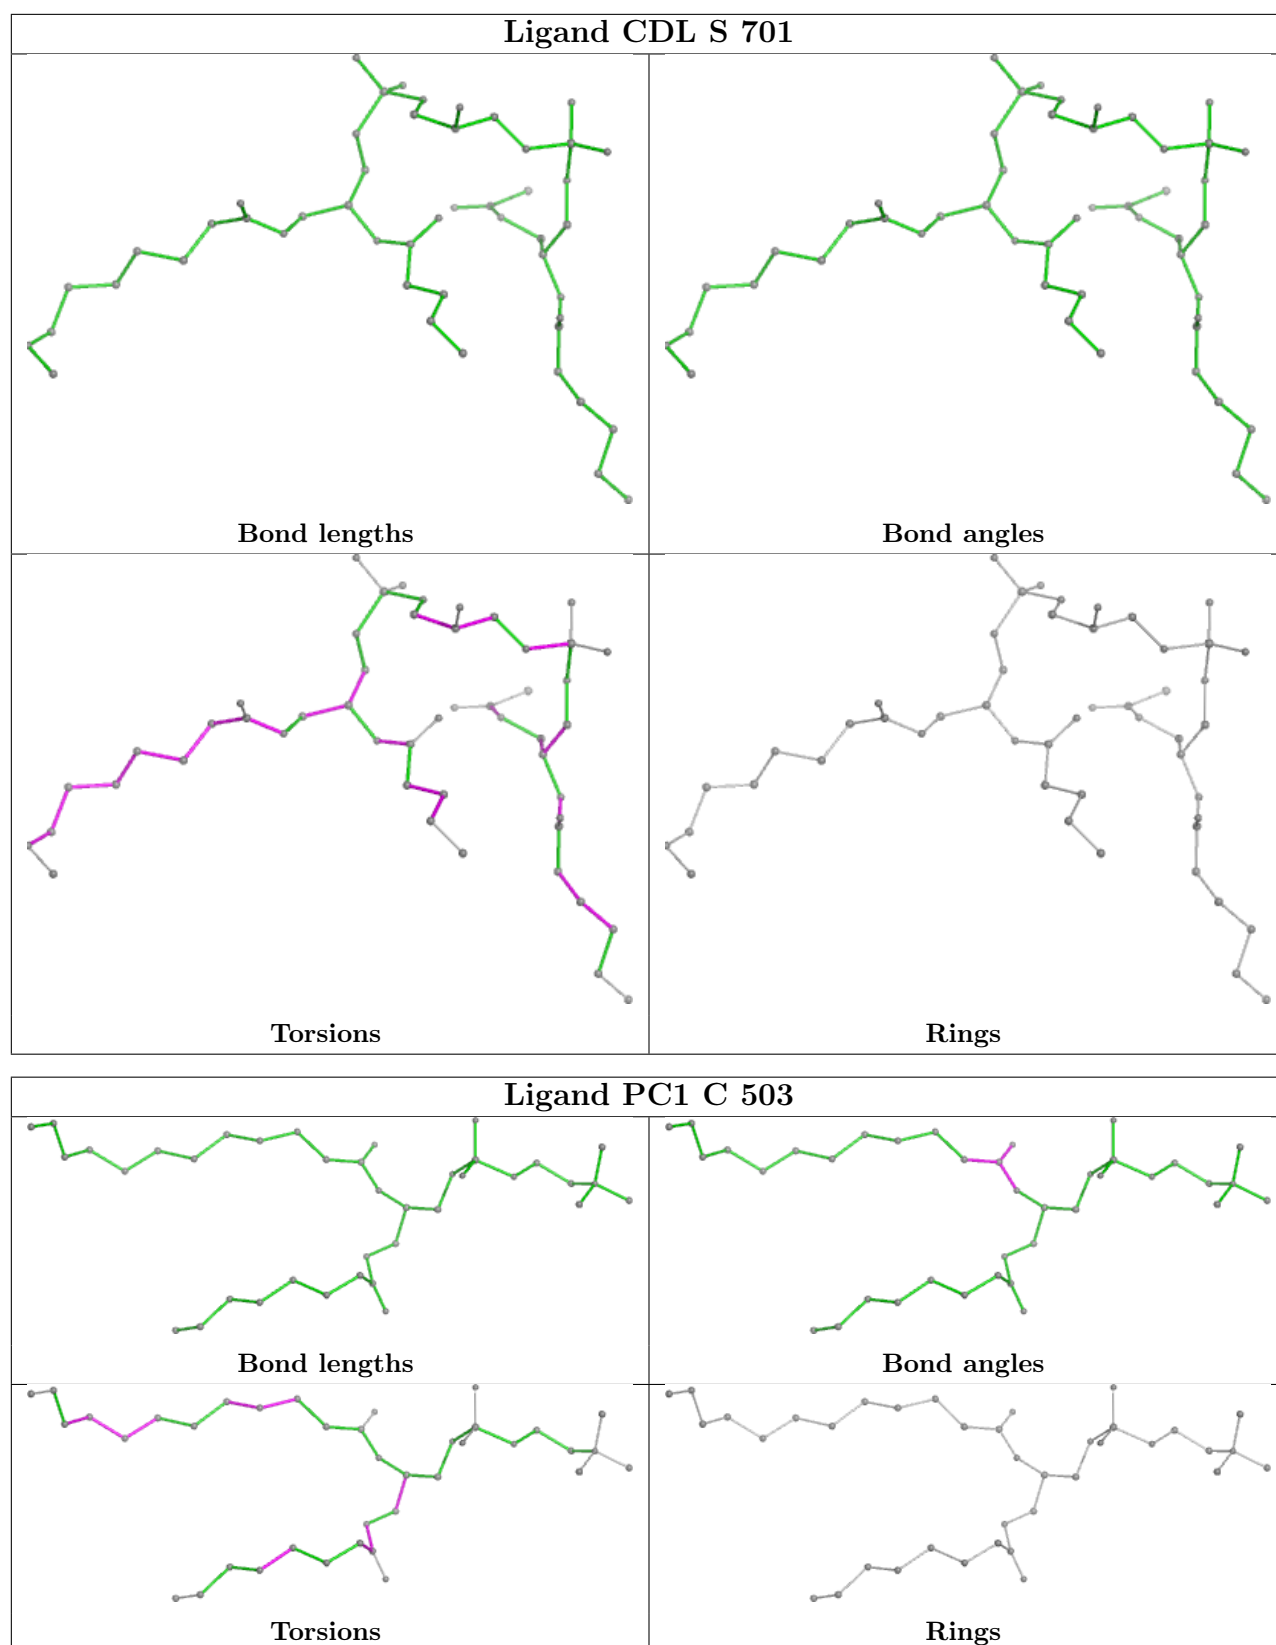 Ligand CDL S 701
Bond lengths
Bond angles
Torsions
Rings
Ligand PC1 C 503
Bond lengths
Bond angles
Torsions
Rings